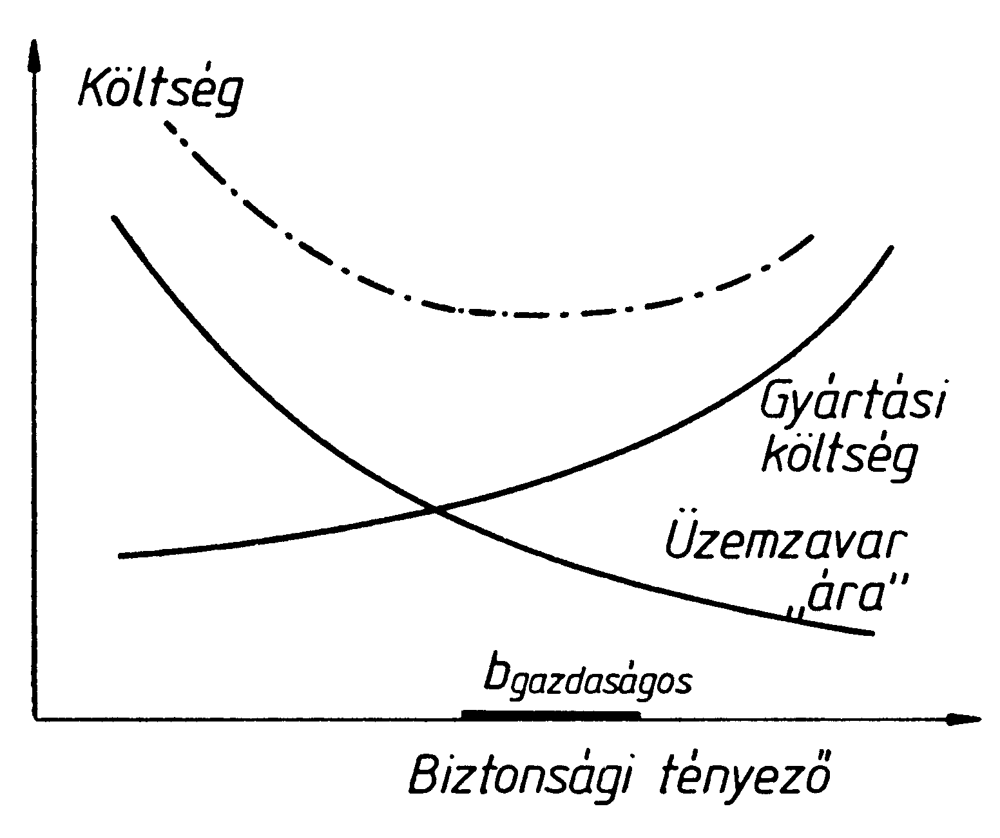 Költség
Gyártási
költség
Üzemzavar
„ára”
bgazdaságos
Biztonsági tényező